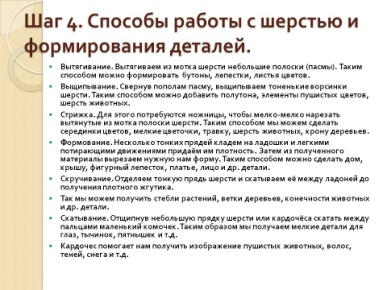 Шаг 4. Способы работы с шерстью и
формирования деталей.
Вытягивание. Вытягиваем из мотка шерсти небольшие полоски (пасмы). Таким
способом можно формировать бутоны, лепестки, листья цветов.
Выщипывание. Свернув пополам пасму, выщипываем тоненькие ворсинки
шерсти. Таким способом можно добавить полутона, элементы пушистых цветов,
шерсть животных.
Стрижка. Для этого потребуются ножницы, чтобы мелко-мелко нарезать
вытянутые из мотка полоски шерсти. Таким способом мы можем сделать
серединки цветов, мелкие цветочки, травку, шерсть животных, крону деревьев.
Формование. Несколько тонких прядей кладем на ладошки и легкими
потирающими движениями придаём им плотность. Затем из полученного
материалы вырезаем нужную нам форму. Таким способом можно сделать дом,
крышу, фигурный лепесток, платье, лицо и др. детали.
Скручивание. Отделяем тонкую прядь шерсти и скатываем её между ладоней до
получения плотного жгутика.
Так мы можем получить стебли растений, ветки деревьев, конечности животных
и др. детали.
Скатывание. Отщипнув небольшую прядку шерсти или кардочёса скатать между
пальцами маленький комочек. Таким образом мы получаем мелкие детали для
глаз, тычинок, пятнышек и т.д.
Кардочес помогает нам получить изображение пушистых животных, волос,
теней, снега и т.д.